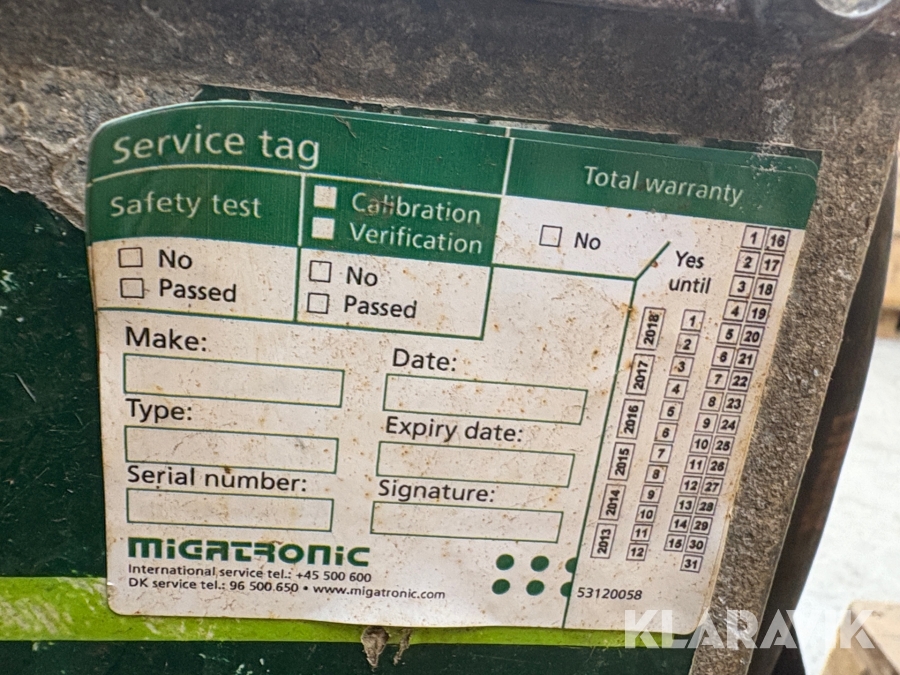 Service tag
Total warranty
Safety test
Calibration
Verification
No
Passed
No
Passed
No
Yes
until
Make:
Date:
Type:
Expiry date:
Serial number:
Signature:
2018
2017
2016
2015
2014
2013
1
2
3
4
5
6
7
8
9
10
11
12
1 16
2 17
3 18
4 19
5 20
6 21
7 22
8 23
9 24
10 25
11 26
12 27
13 28
14 29
15 30
31
MIGATRONIC
International service tel.: +45 500 600
DK service tel.: 96 500 650 • www.migatronic.com
53120058
KLARAVIK